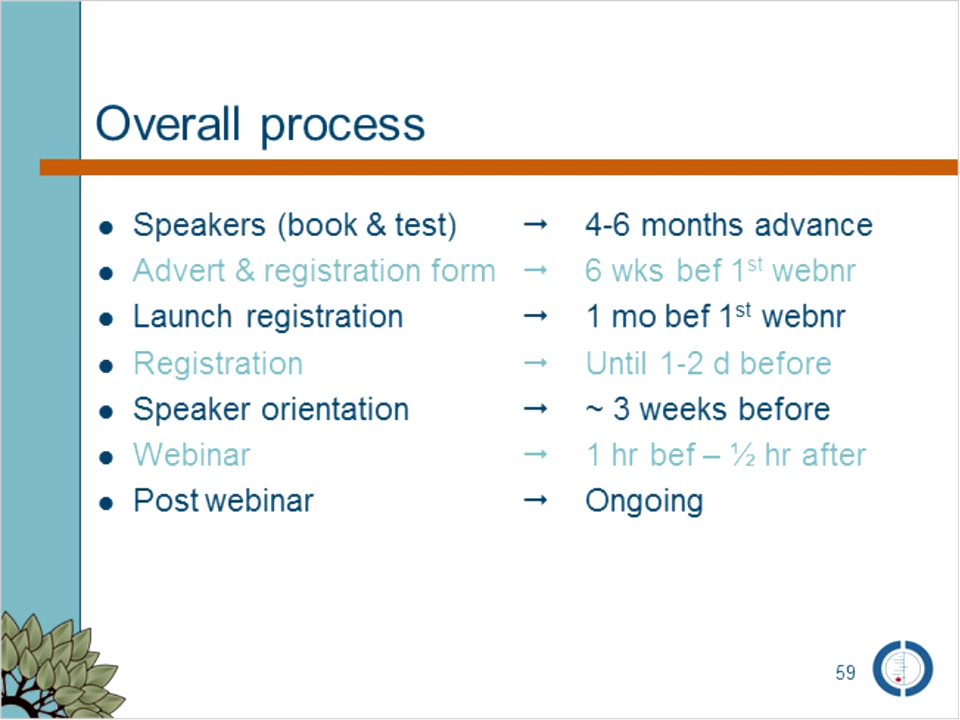 Overall process
● Speakers (book & test) → 4-6 months advance
● Advert & registration form → 6 wks bef 1st webnr
● Launch registration → 1 mo bef 1st webnr
● Registration → Until 1-2 d before
● Speaker orientation → ~ 3 weeks before
● Webinar → 1 hr bef – ½ hr after
● Post webinar → Ongoing
59